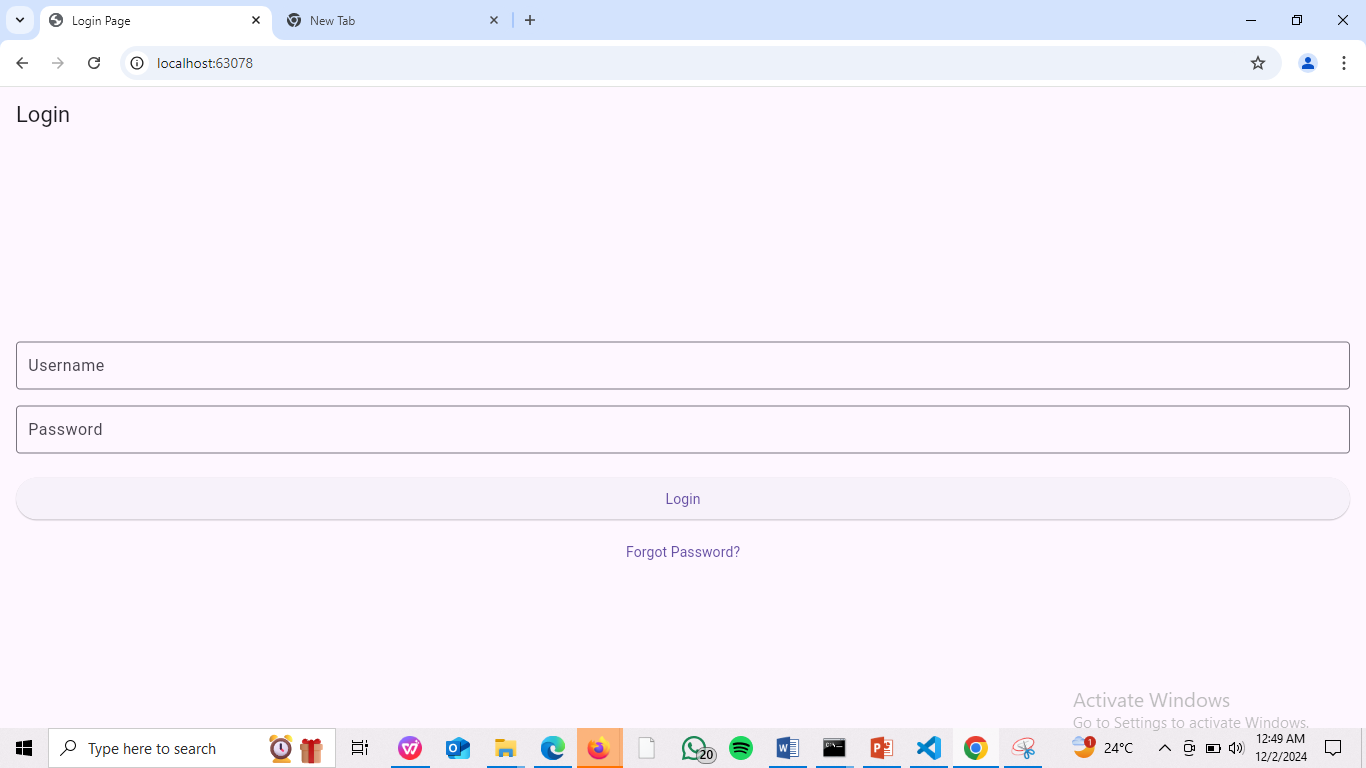 Login Page
New Tab
localhost:63078
Login
Username
Password
Login
Forgot Password?
Activate Windows
Go to Settings to activate Windows.
Type here to search
20
1
24°C
12:49 AM
12/2/2024